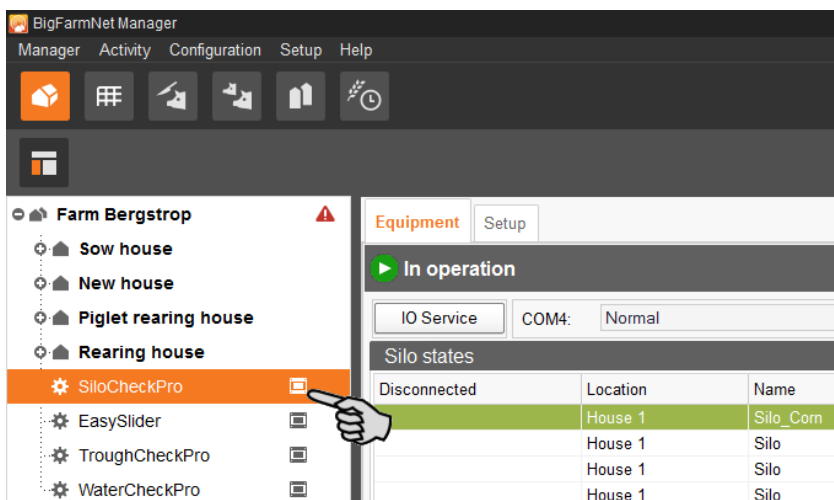 BigFarmNet Manager
Manager Activity Configuration Setup Help
Farm Bergstrop
Sow house
New house
Piglet rearing house
Rearing house
SiloCheckPro
EasySlider
TroughCheckPro
WaterCheckPro
Equipment Setup
In operation
IO Service COM4: Normal
Silo states
Disconnected Location Name
House 1 Silo_Corn
House 1 Silo
House 1 Silo
House 1 Silo